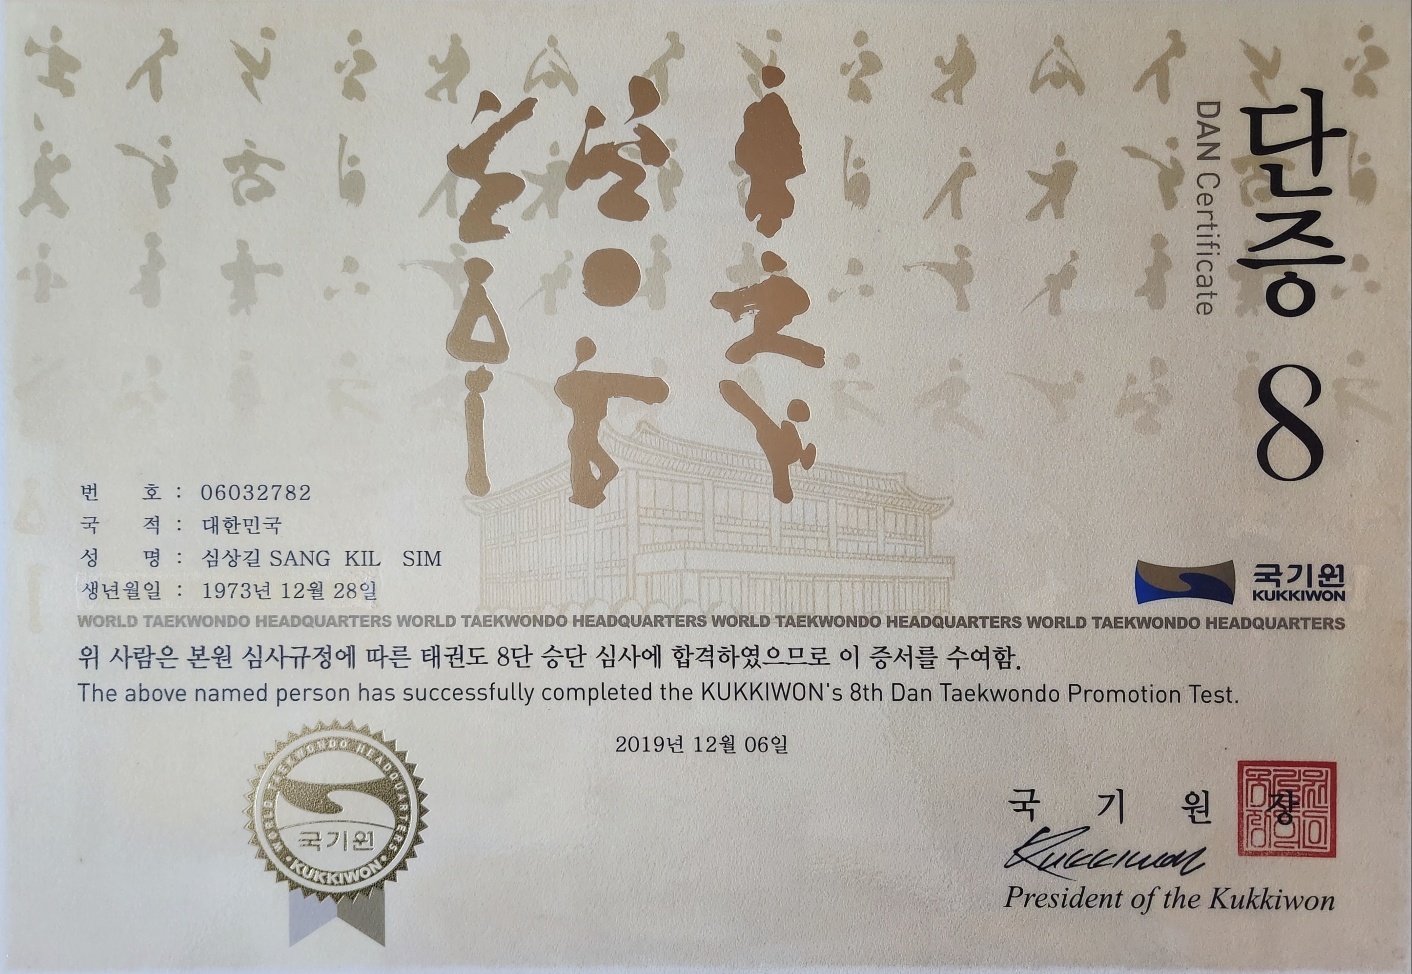 단증 8
DAN Certificate
번 호 : 06032782
국 적 : 대한민국
성 명 : 심상길 SANG KIL SIM
생년월일 : 1973년 12월 28일
국기원
KUKKIWON
WORLD TAEKWONDO HEADQUARTERS WORLD TAEKWONDO HEADQUARTERS WORLD TAEKWONDO HEADQUARTERS WORLD TAEKWONDO HEADQUARTERS
위 사람은 본원 심사규정에 따른 태권도 8단 승단 심사에 합격하였으므로 이 증서를 수여함.
The above named person has successfully completed the KUKKIWON's 8th Dan Taekwondo Promotion Test.
2019년 12월 06일
WORLD TAEKWONDO HEADQUARTERS
국기원
KUKKIWON
국 기 원 장
Kukkiwon
President of the Kukkiwon